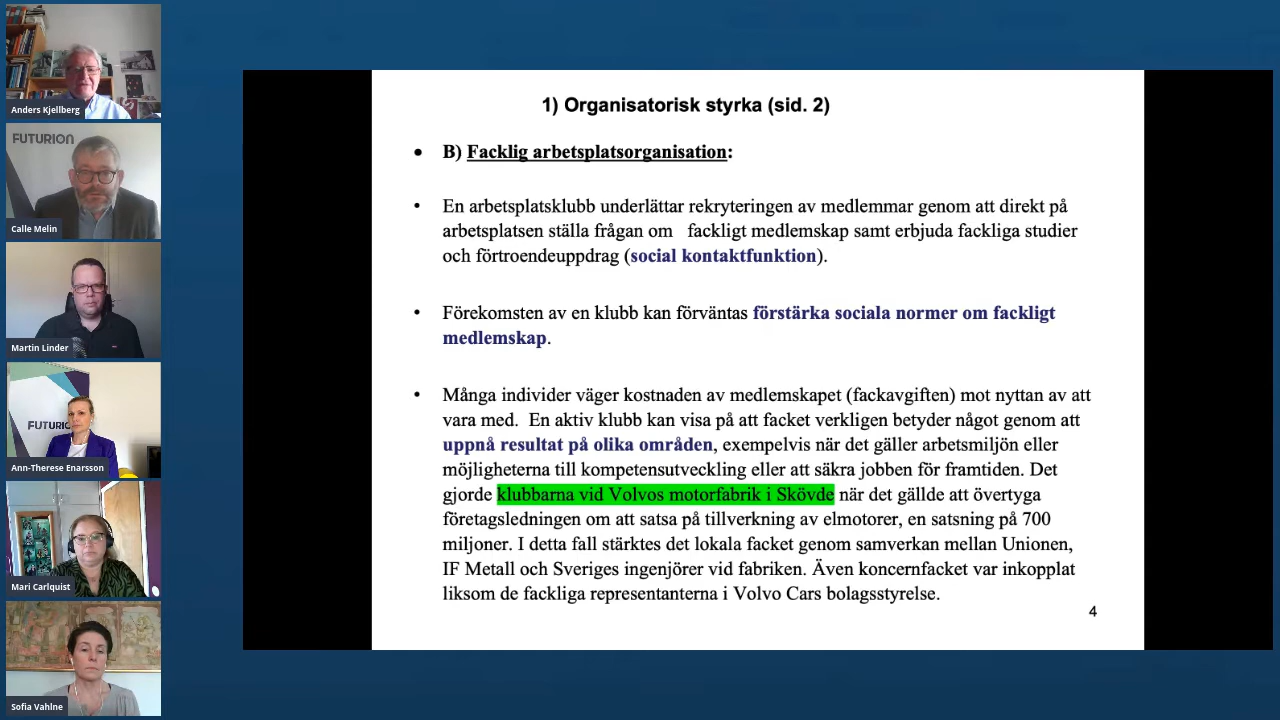 Anders Kjellberg
FUTURION
Calle Melin
Martin Linder
FUTURIO
Ann-Therese Enarsson
Mari Carlquist
Sofia Vahlne
1) Organisatorisk styrka (sid. 2)
• B) Facklig arbetsplatsorganisation:
• En arbetsplatsklubb underlättar rekryteringen av medlemmar genom att direkt på
arbetsplatsen ställa frågan om fackligt medlemskap samt erbjuda fackliga studier
och förtroendeuppdrag (social kontaktfunktion).
• Förekomsten av en klubb kan förväntas förstärka sociala normer om fackligt
medlemskap.
• Många individer väger kostnaden av medlemskapet (fackavgiften) mot nyttan av att
vara med. En aktiv klubb kan visa på att facket verkligen betyder något genom att
uppnå resultat på olika områden, exempelvis när det gäller arbetsmiljön eller
möjligheterna till kompetensutveckling eller att säkra jobben för framtiden. Det
gjorde klubbarna vid Volvos motorfabrik i Skövde när det gällde att övertyga
företagsledningen om att satsa på tillverkning av elmotorer, en satsning på 700
miljoner. I detta fall stärktes det lokala facket genom samverkan mellan Unionen,
IF Metall och Sveriges ingenjörer vid fabriken. Även koncernfacket var inkopplat
liksom de fackliga representanterna i Volvo Cars bolagsstyrelse.
4